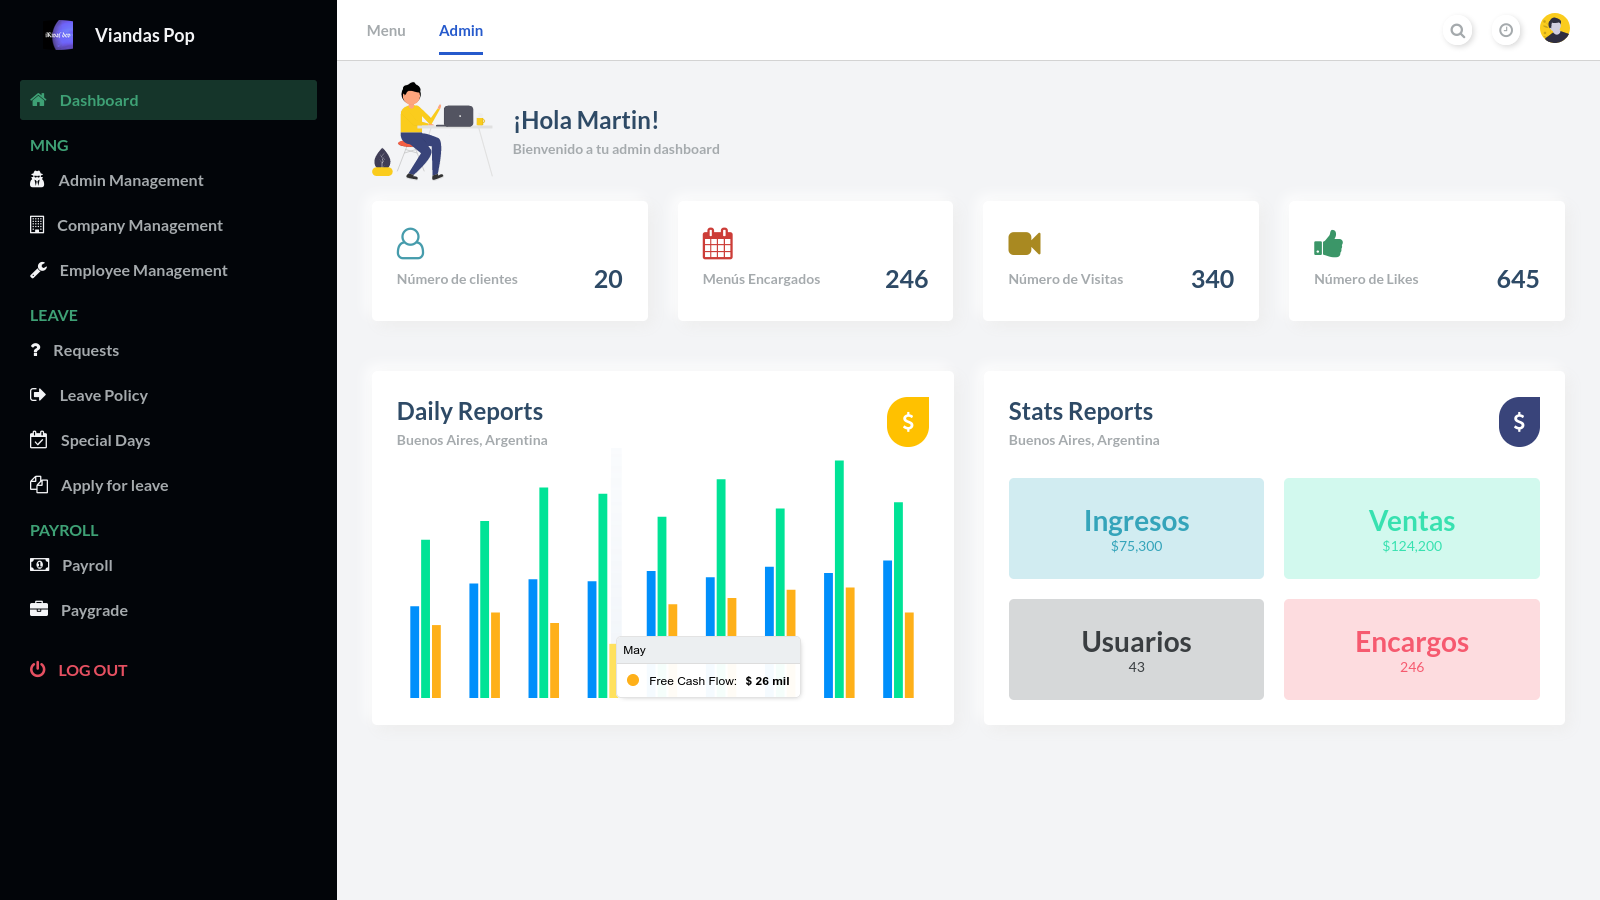 Viandas Pop
Dashboard
MNG
Admin Management
Company Management
Employee Management
LEAVE
Requests
Leave Policy
Special Days
Apply for leave
PAYROLL
Payroll
Paygrade
LOG OUT
Menu
Admin
¡Hola Martin!
Bienvenido a tu admin dashboard
Número de clientes
20
Menús Encargados
246
Número de Visitas
340
Número de Likes
645
Daily Reports
Buenos Aires, Argentina
$
May
Free Cash Flow: $ 26 mil
Stats Reports
Buenos Aires, Argentina
$
Ingresos
$75,300
Ventas
$124,200
Usuarios
43
Encargos
246